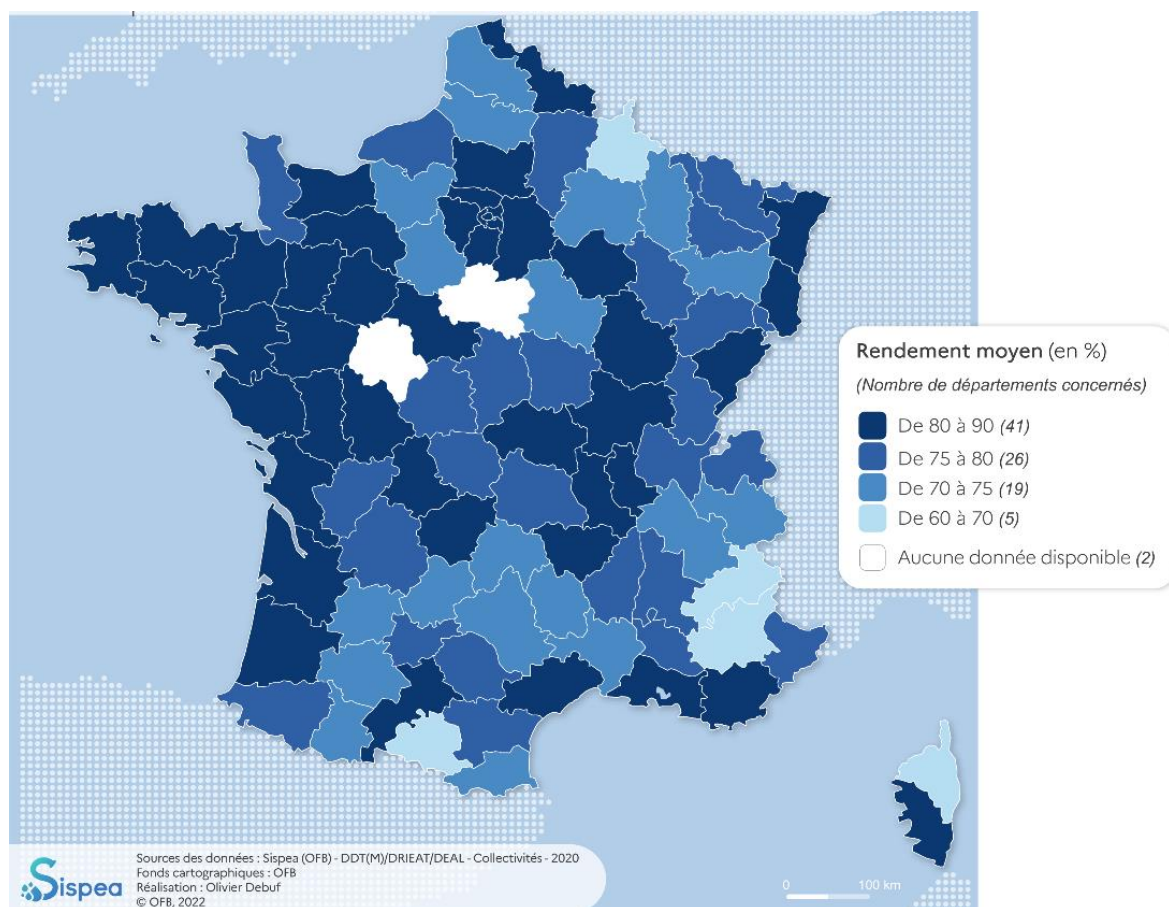 Rendement moyen (en %)
(Nombre de départements concernés)
De 80 à 90 (41)
De 75 à 80 (26)
De 70 à 75 (19)
De 60 à 70 (5)
Aucune donnée disponible (2)
Sispea
Sources des données : Sispea (OFB) - DDT(M)/DRIEAT/DEAL - Collectivités - 2020
Fonds cartographiques : OFB
Réalisation : Olivier Debuf
© OFB, 2022
0 100 km